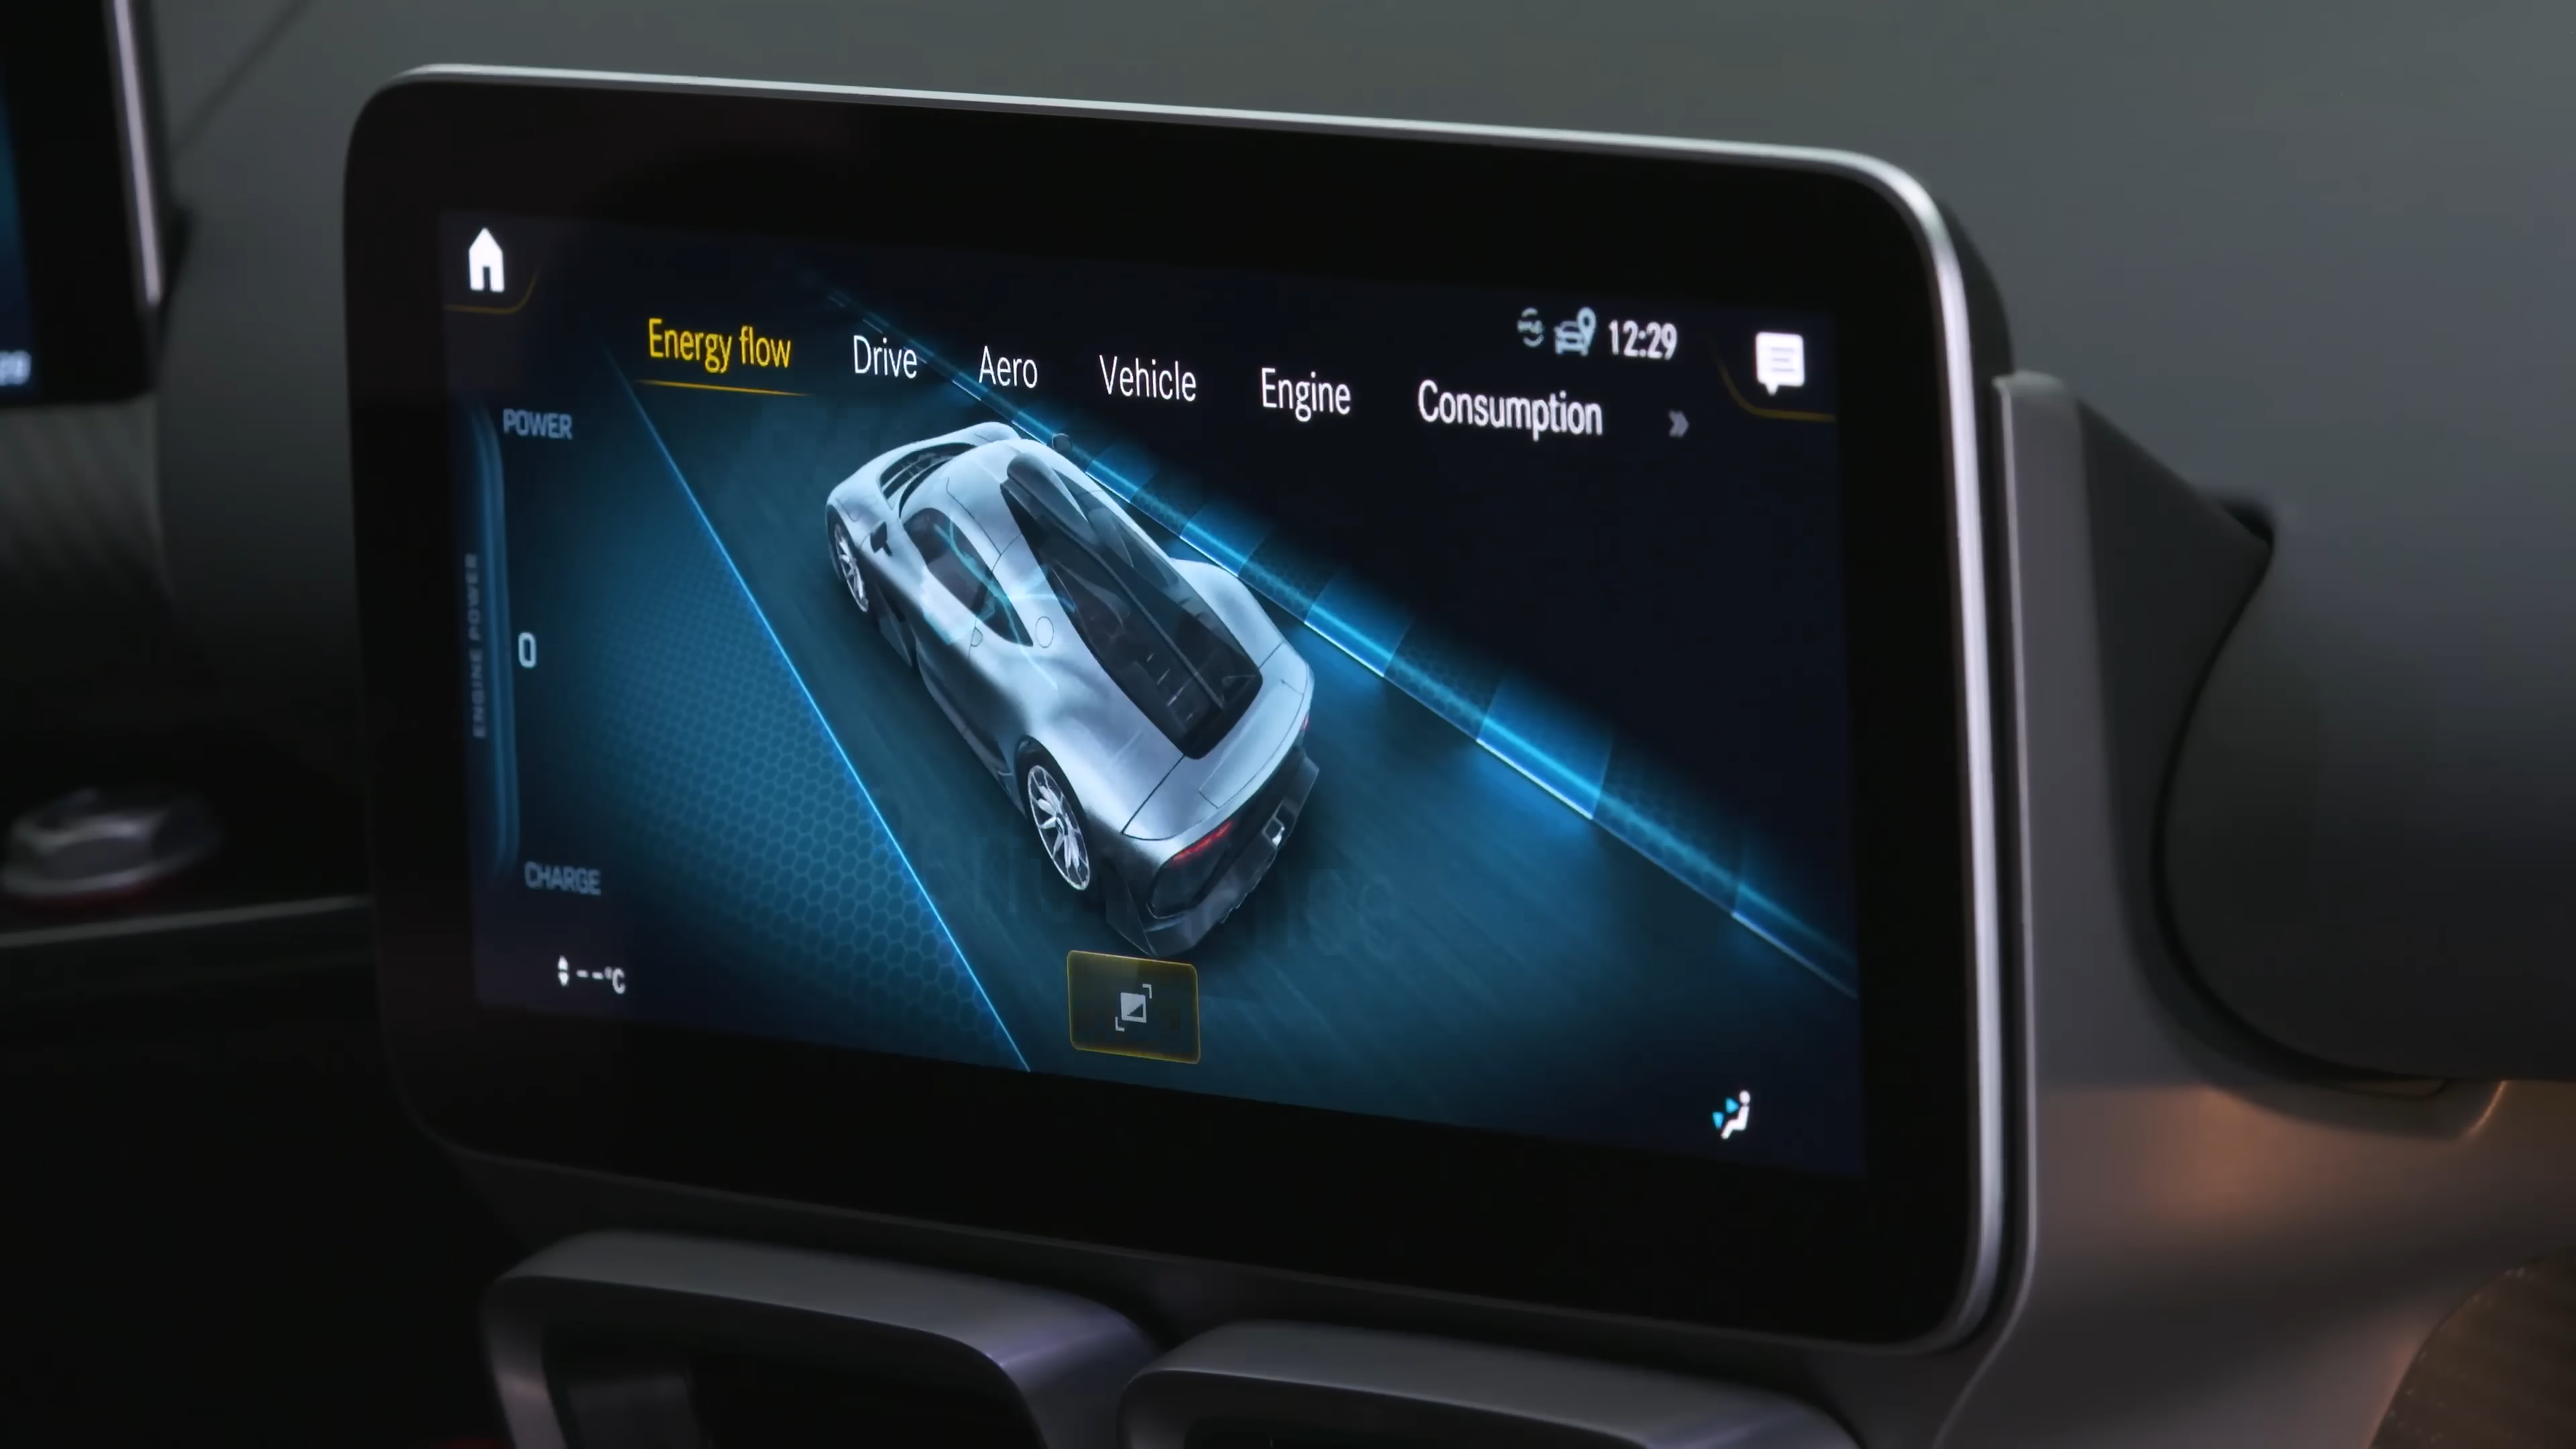 12:29
Energy flow
Drive
Aero
Vehicle
Engine
Consumption
»
POWER
ENGINE POWER
0
CHARGE
--°C